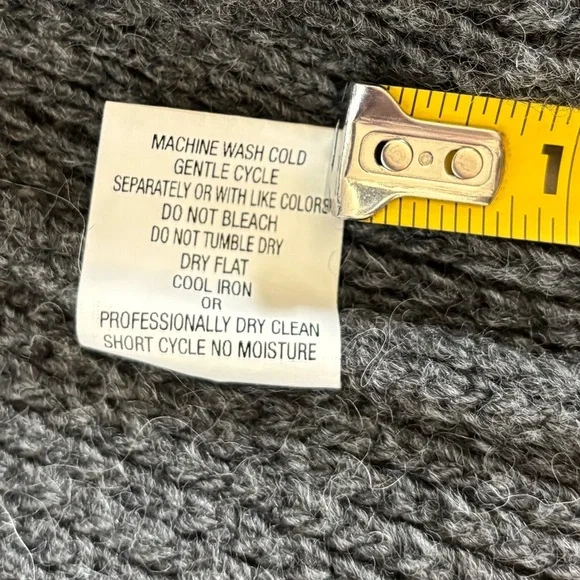 MACHINE WASH COLD
GENTLE CYCLE
SEPARATELY OR WITH LIKE COLORS
DO NOT BLEACH
DO NOT TUMBLE DRY
DRY FLAT
COOL IRON
OR
PROFESSIONALLY DRY CLEAN
SHORT CYCLE NO MOISTURE
1